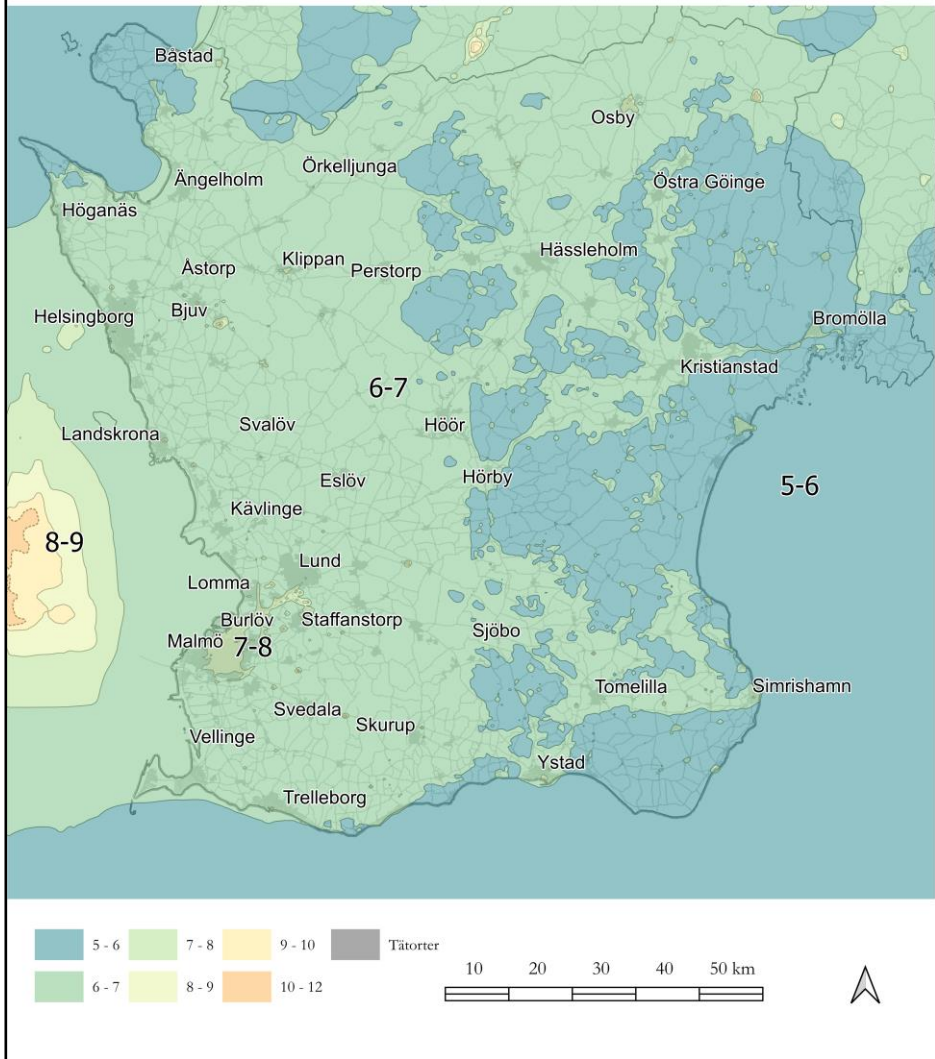 Båstad
Osby
Örkelljunga
Ängelholm
Östra Göinge
Höganäs
Hässleholm
Klippan
Åstorp
Perstorp
Bjuv
Helsingborg
Bromölla
Kristianstad
6-7
Svalöv
Höör
Landskrona
Hörby
Eslöv
5-6
Kävlinge
8-9
Lund
Lomma
Burlöv
Staffanstorp
Sjöbo
Malmö
7-8
Tomelilla
Simrishamn
Svedala
Skurup
Vellinge
Ystad
Trelleborg
5 - 6 7 - 8 9 - 10 Tätorter
6 - 7 8 - 9 10 - 12
10 20 30 40 50 km